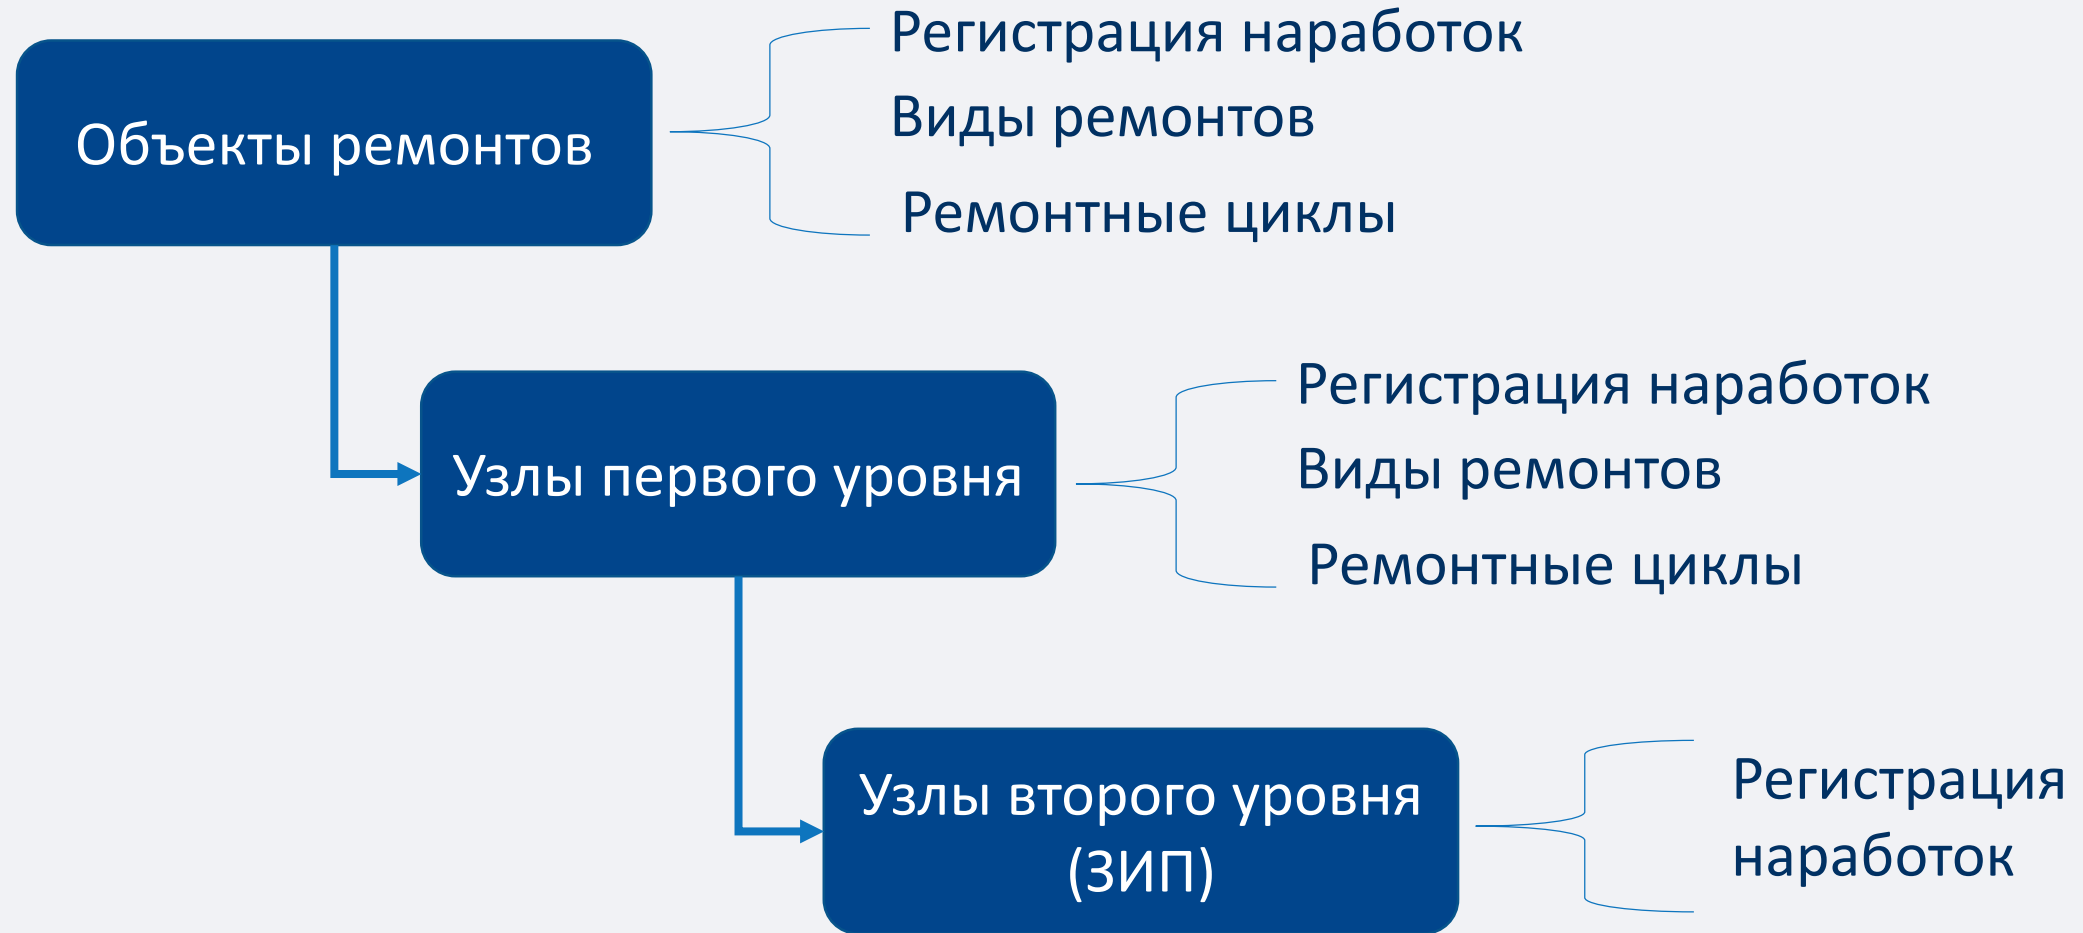 Объекты ремонтов
Регистрация наработок
Виды ремонтов
Ремонтные циклы
Узлы первого уровня
Регистрация наработок
Виды ремонтов
Ремонтные циклы
Узлы второго уровня
(ЗИП)
Регистрация
наработок